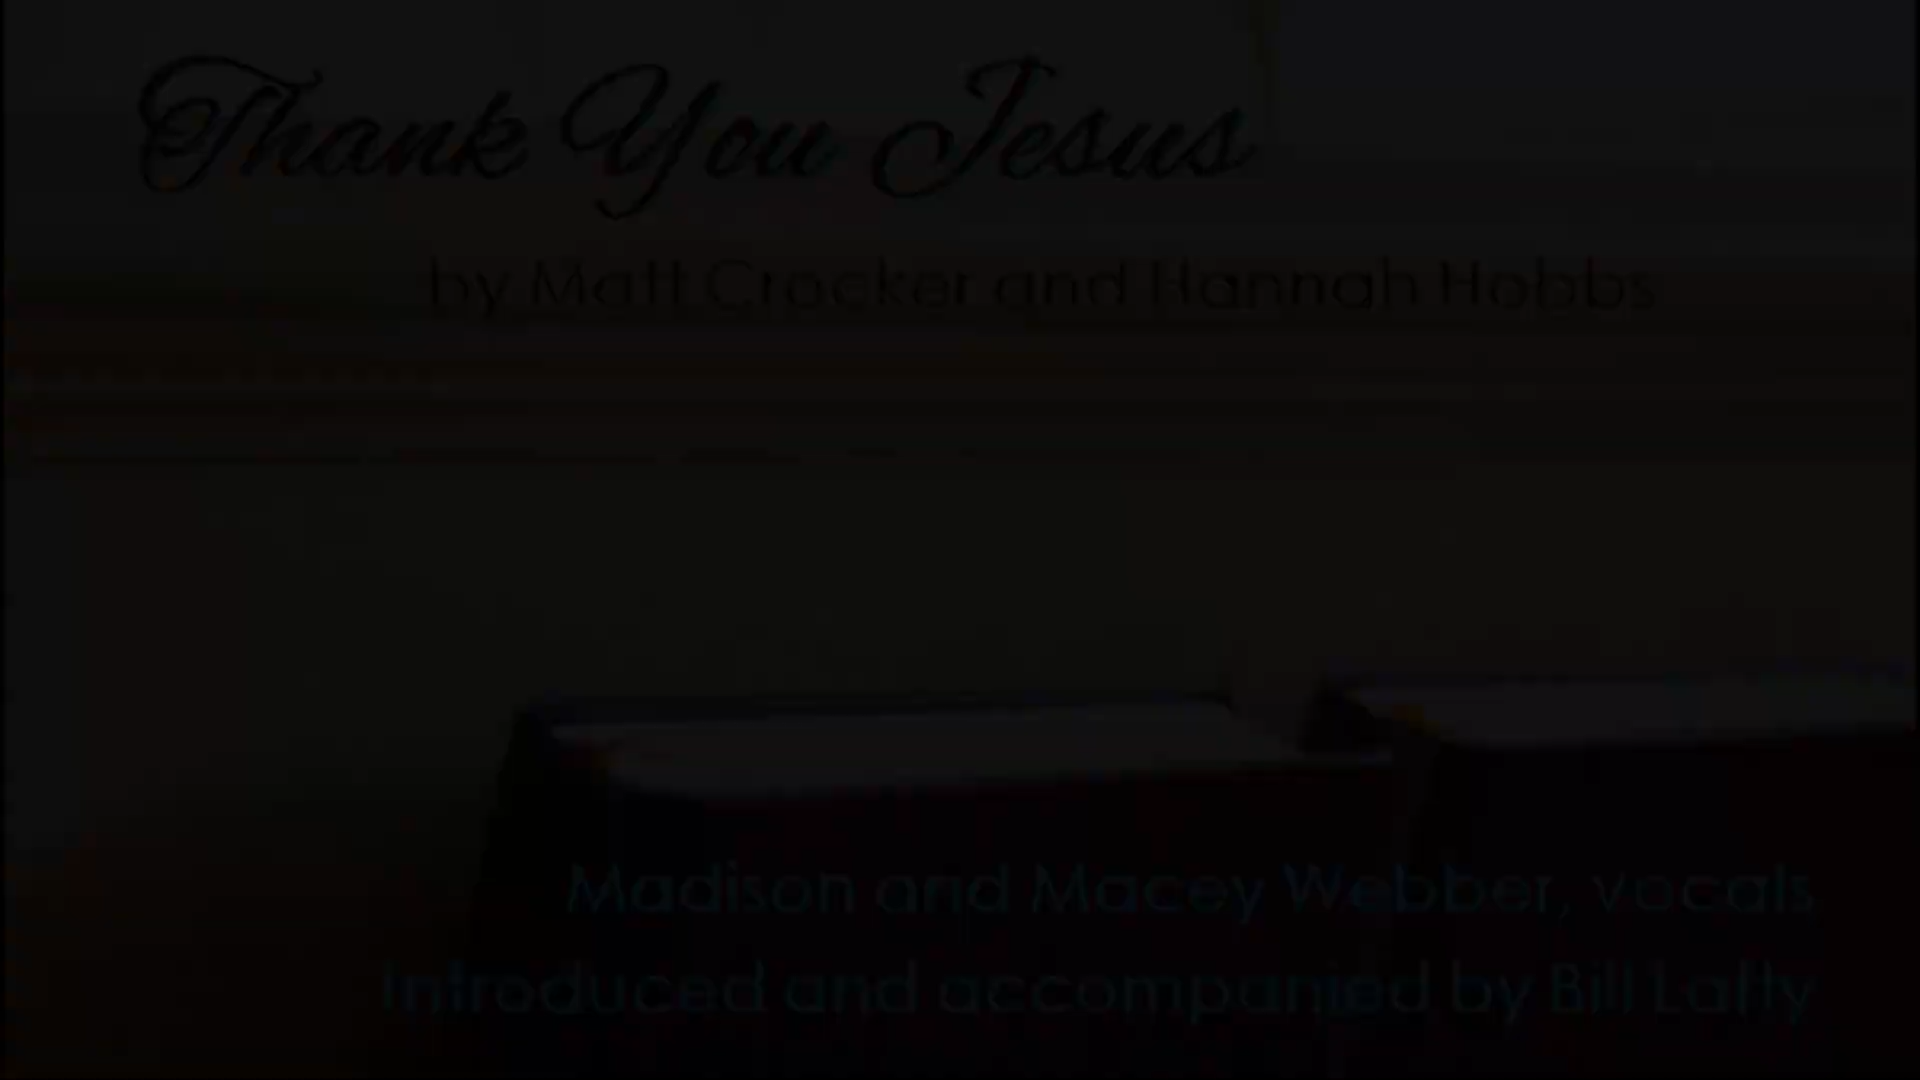 Thank You Jesus
by Matt Crocker and Hannah Hobbs
Madison and Macey Webber, vocals
Introduced and accompanied by Bill Lafly